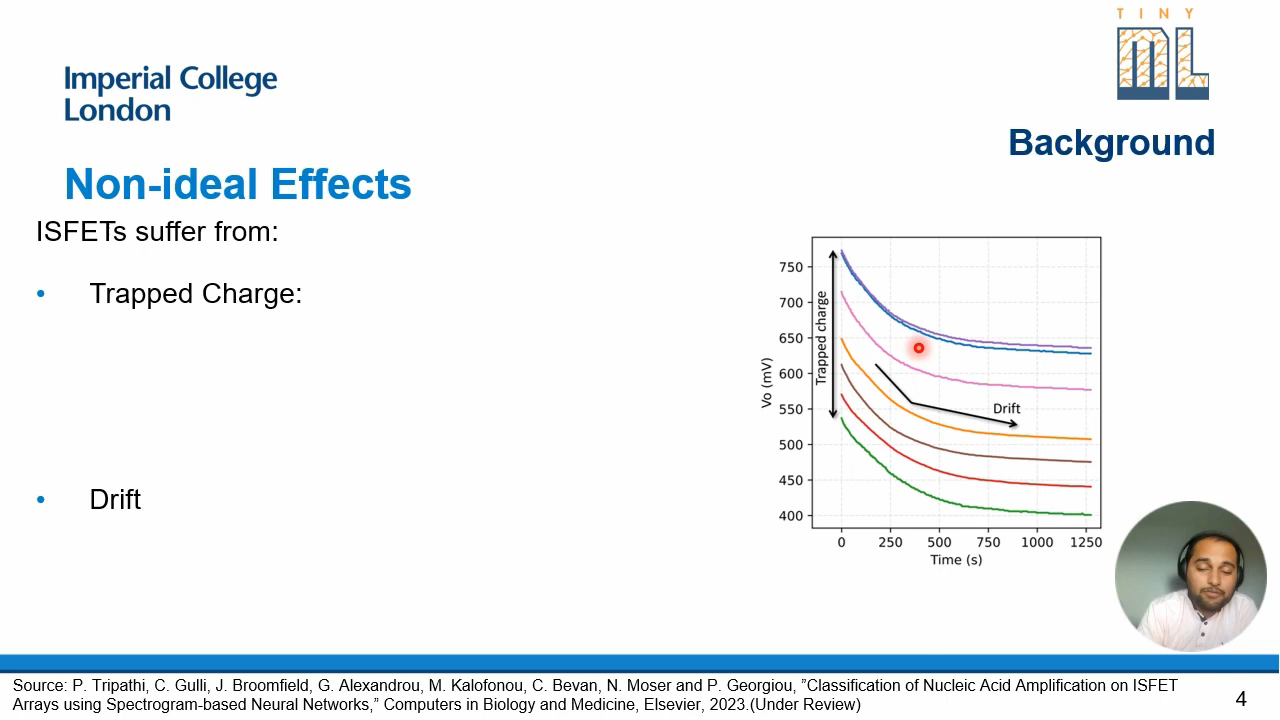 TINY
ML
Imperial College
London
Background
Non-ideal Effects
ISFETs suffer from:
• Trapped Charge:
• Drift
Vo (mV)
750
700
650
600
550
500
450
400
Trapped charge
Drift
0 250 500 750 1000 1250
Time (s)
Source: P. Tripathi, C. Gulli, J. Broomfield, G. Alexandrou, M. Kalofonou, C. Bevan, N. Moser and P. Georgiou, ”Classification of Nucleic Acid Amplification on ISFET
Arrays using Spectrogram-based Neural Networks,” Computers in Biology and Medicine, Elsevier, 2023.(Under Review)
4